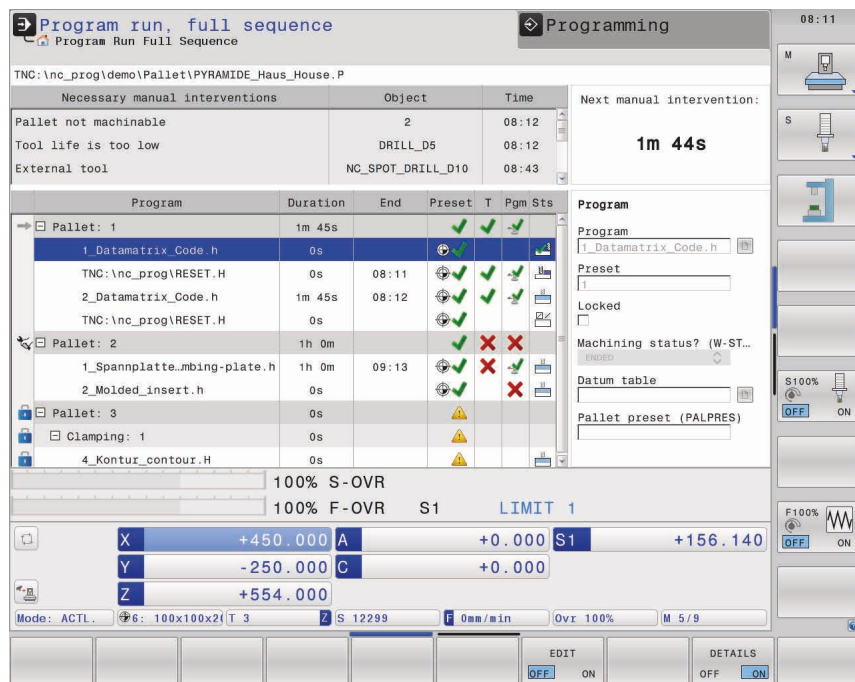 Program run, full sequence
Programming
08:11
Program Run Full Sequence
TNC:\nc_prog\demo\Pallet\PYRAMIDE_Haus_House.P
Necessary manual interventions Object Time
Next manual intervention:
Pallet not machinable 2 08:12
Tool life is too low DRILL_D5 08:12
1m 44s
External tool NC_SPOT_DRILL_D10 08:43
M
S
Program Duration End Preset T Pgm Sts
Pallet: 1 1m 45s
1_Datamatrix_Code.h 0s
TNC:\nc_prog\RESET.H 0s 08:11
2_Datamatrix_Code.h 1m 45s 08:12
TNC:\nc_prog\RESET.H 0s
Pallet: 2 1h 0m
1_Spannplatte…mbing-plate.h 1h 0m 09:13
2_Molded_insert.h 0s
Pallet: 3 0s
Clamping: 1 0s
4_Kontur_contour.H 0s
Program
Program
1_Datamatrix_Code.h
Preset
1
Locked
Machining status? (W-ST…
ENDED
Datum table
Pallet preset (PALPRES)
S100%
OFF ON
100% S-OVR
100% F-OVR S1 LIMIT 1
F100%
OFF ON
X +450.000 A +0.000 S1 +156.140
Y -250.000 C +0.000
Z +554.000
Mode: ACTL. 6: 100x100x2 T 3 Z S 12299 F 0mm/min Ovr 100% M 5/9
EDIT
OFF ON
DETAILS
OFF ON